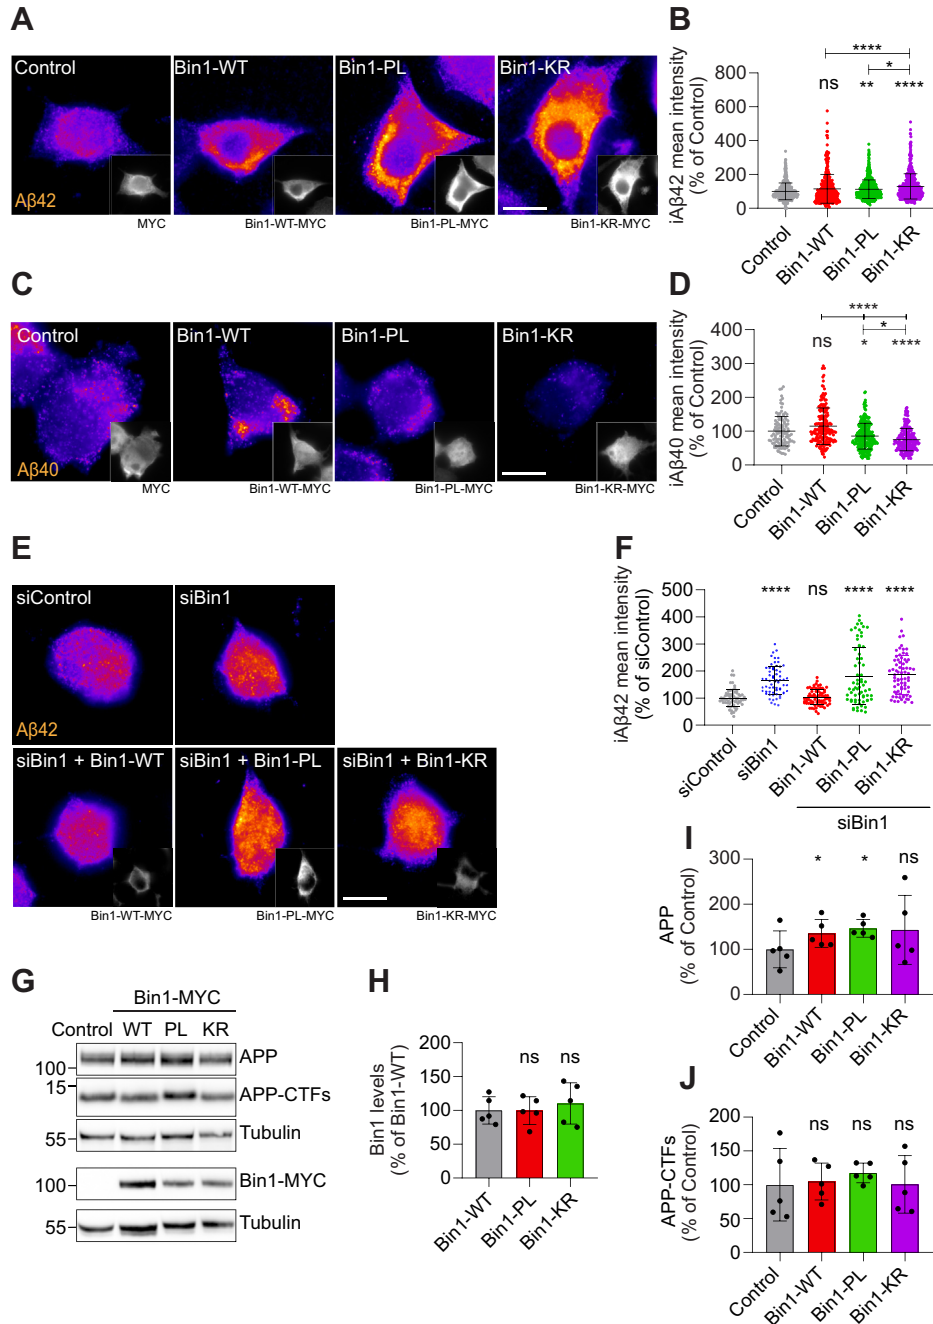 A
Control
Bin1-WT
Bin1-PL
Bin1-KR
Aβ42
MYC
Bin1-WT-MYC
Bin1-PL-MYC
Bin1-KR-MYC
B
iAβ42 mean intensity
(% of Control)
800
600
400
200
0
****
*
ns
**
****
Control
Bin1-WT
Bin1-PL
Bin1-KR
C
Control
Bin1-WT
Bin1-PL
Bin1-KR
Aβ40
MYC
Bin1-WT-MYC
Bin1-PL-MYC
Bin1-KR-MYC
D
iAβ40 mean intensity
(% of Control)
400
300
200
100
0
****
*
ns
*
****
Control
Bin1-WT
Bin1-PL
Bin1-KR
E
siControl
siBin1
Aβ42
siBin1 + Bin1-WT
siBin1 + Bin1-PL
siBin1 + Bin1-KR
Bin1-WT-MYC
Bin1-PL-MYC
Bin1-KR-MYC
F
iAβ42 mean intensity
(% of siControl)
500
400
300
200
100
0
****
ns
****
****
siControl
siBin1
Bin1-WT
Bin1-PL
Bin1-KR
siBin1
G
Bin1-MYC
Control WT PL KR
100
APP
15
APP-CTFs
55
Tubulin
100
Bin1-MYC
55
Tubulin
H
Bin1 levels
(% of Bin1-WT)
200
150
100
50
0
ns
ns
Bin1-WT
Bin1-PL
Bin1-KR
I
APP
(% of Control)
300
200
100
0
*
*
ns
Control
Bin1-WT
Bin1-PL
Bin1-KR
J
APP-CTFs
(% of Control)
200
150
100
50
0
ns
ns
ns
Control
Bin1-WT
Bin1-PL
Bin1-KR